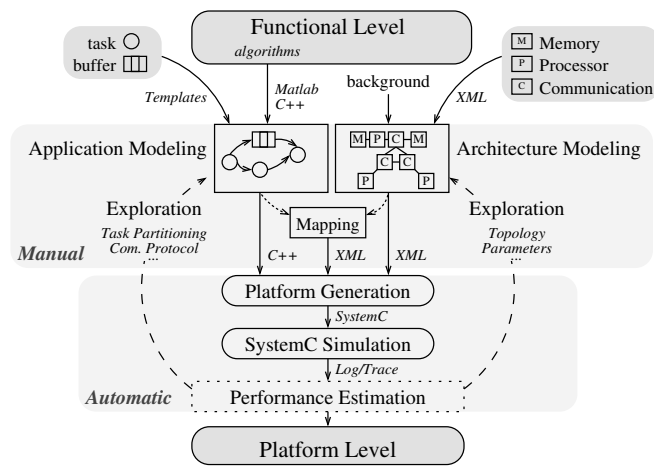 Functional Level
algorithms
task
buffer
M Memory
P Processor
C Communication
Templates
Matlab
C++
background
XML
Application Modeling
M P C M
C C
P P
Architecture Modeling
Exploration
Task Partitioning
Com. Protocol
...
Mapping
Exploration
Topology
Parameters
...
Manual
C++
XML
XML
Platform Generation
SystemC
SystemC Simulation
Log/Trace
Automatic
Performance Estimation
Platform Level